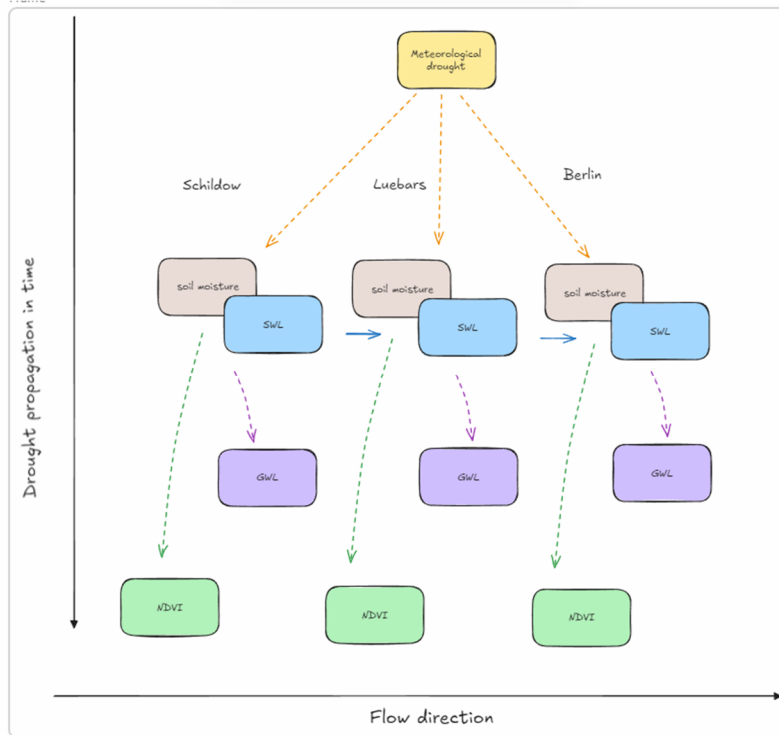 Meteorological
drought
Schildow
Luebars
Berlin
soil moisture
soil moisture
soil moisture
SWL
SWL
SWL
GWL
GWL
GWL
NDVI
NDVI
NDVI
Drought propagation in time
Flow direction